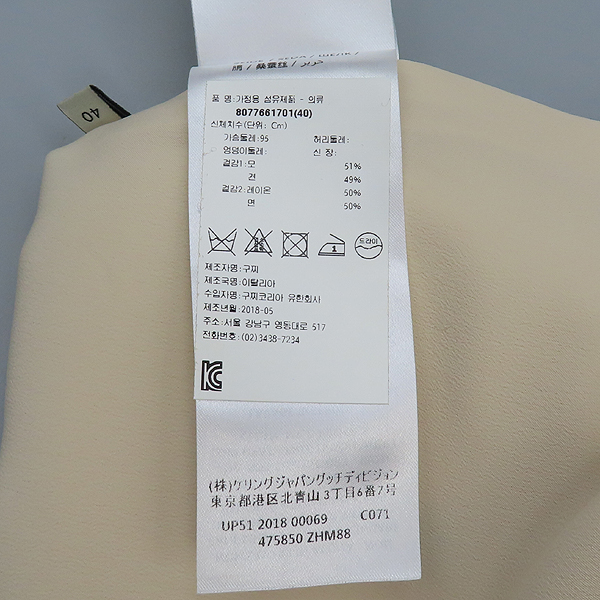 絹 / 桑蚕丝 / حرير
40
품 명:가정용 섬유제품 - 의류
8077661701(40)
신체치수(단위: Cm)
가슴둘레:95 허리둘레:
엉덩이둘레: 신 장:
겉감1:모 51%
견 49%
겉감2:레이온 50%
면 50%
1 드라이
제조자명:구찌
제조국명:이탈리아
수입자명:구찌코리아 유한회사
제조년월:2018-05
주소:서울 강남구 영동대로 517
전화번호:(02)3438-7234
(株)ケリングジャパングッチディビジョン
東京都港区北青山3丁目6番7号
UP51 2018 00069 C071
475850 ZHM88